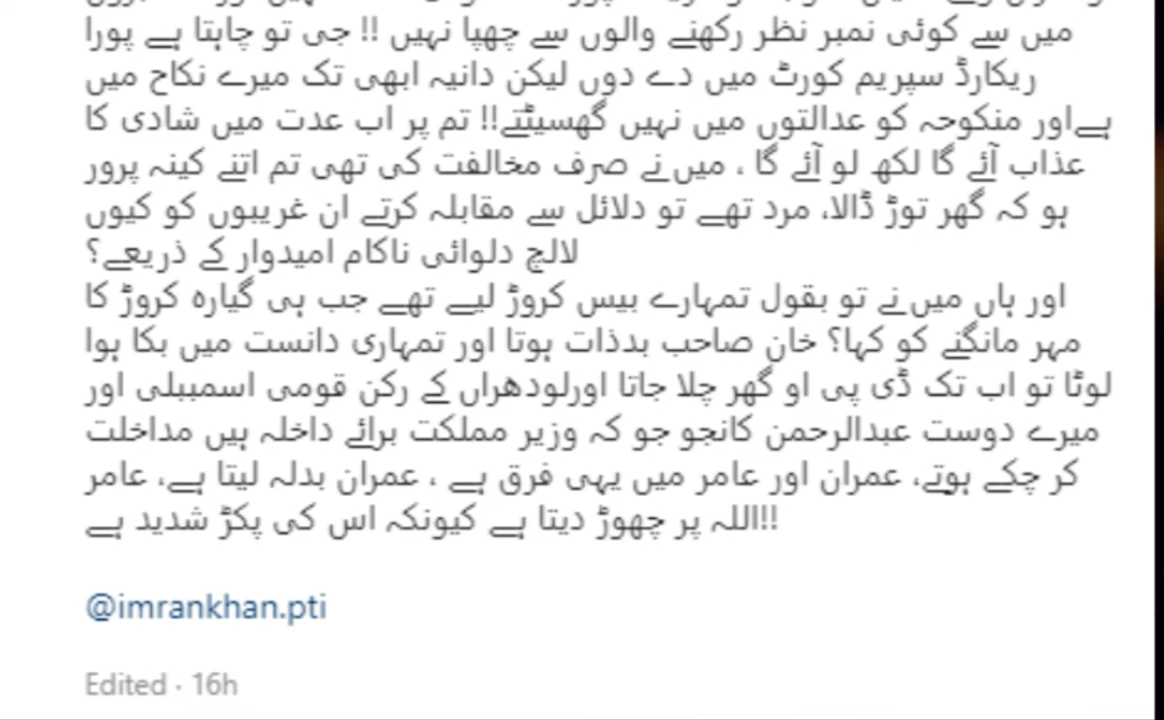 میں سے کوئی نمبر نظر رکھنے والوں سے چھپا نہیں !! جی تو چاہتا ہے پورا
ریکارڈ سپریم کورٹ میں دے دوں لیکن دانیہ ابھی تک میرے نکاح میں
ہےاور منکوحہ کو عدالتوں میں نہیں گھسیٹتے!! تم پر اب عدت میں شادی کا
عذاب آئے گا لکھ لو آئے گا ، میں نے صرف مخالفت کی تھی تم اتنے کینہ پرور
ہو کہ گھر توڑ ڈالا، مرد تھے تو دلائل سے مقابلہ کرتے ان غریبوں کو کیوں
لالچ دلوائی ناکام امیدوار کے ذریعے؟
اور ہاں میں نے تو بقول تمہارے بیس کروڑ لیے تھے جب ہی گیارہ کروڑ کا
مہر مانگنے کو کہا؟ خان صاحب بدذات ہوتا اور تمہاری دانست میں بکا ہوا
لوٹا تو اب تک ڈی پی او گھر چلا جاتا اورلودھراں کے رکن قومی اسمببلی اور
میرے دوست عبدالرحمن کانجو جو کہ وزیر مملکت برائے داخلہ ہیں مداخلت
کر چکے ہوتے، عمران اور عامر میں یہی فرق ہے ، عمران بدلہ لیتا ہے، عامر
اللہ پر چھوڑ دیتا ہے کیونکہ اس کی پکڑ شدید ہے!!
@imrankhan.pti
Edited · 16h